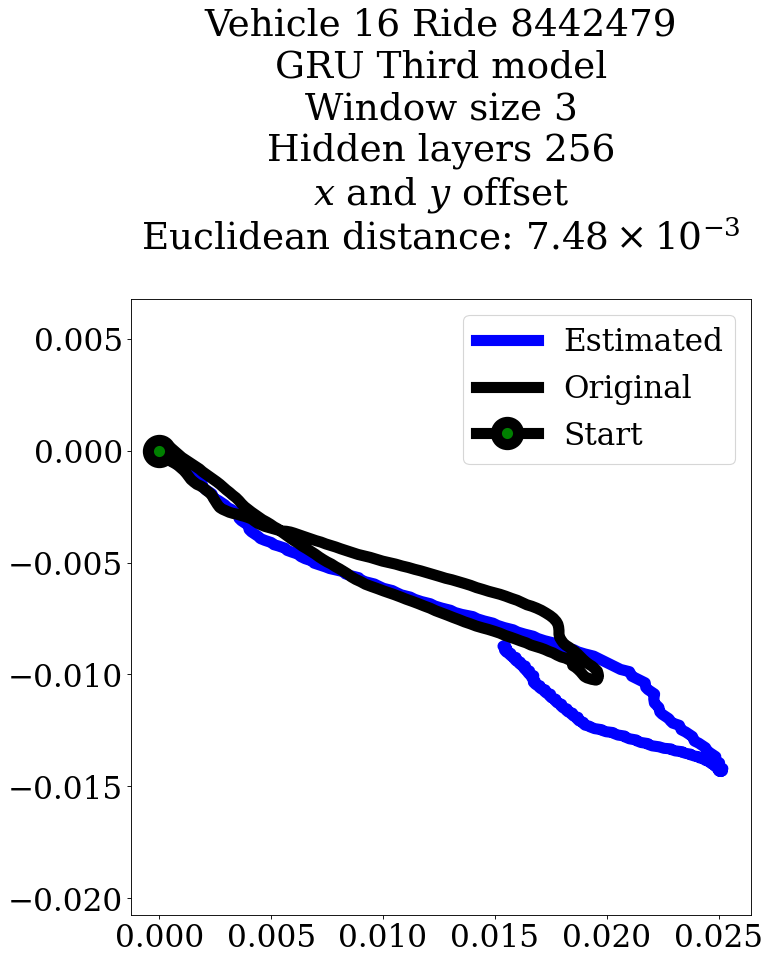 Vehicle 16 Ride 8442479
GRU Third model
Window size 3
Hidden layers 256
x and y offset
Euclidean distance: 7.48 × 10⁻³
Estimated
Original
Start
0.005
0.000
−0.005
−0.010
−0.015
−0.020
0.000 0.005 0.010 0.015 0.020 0.025